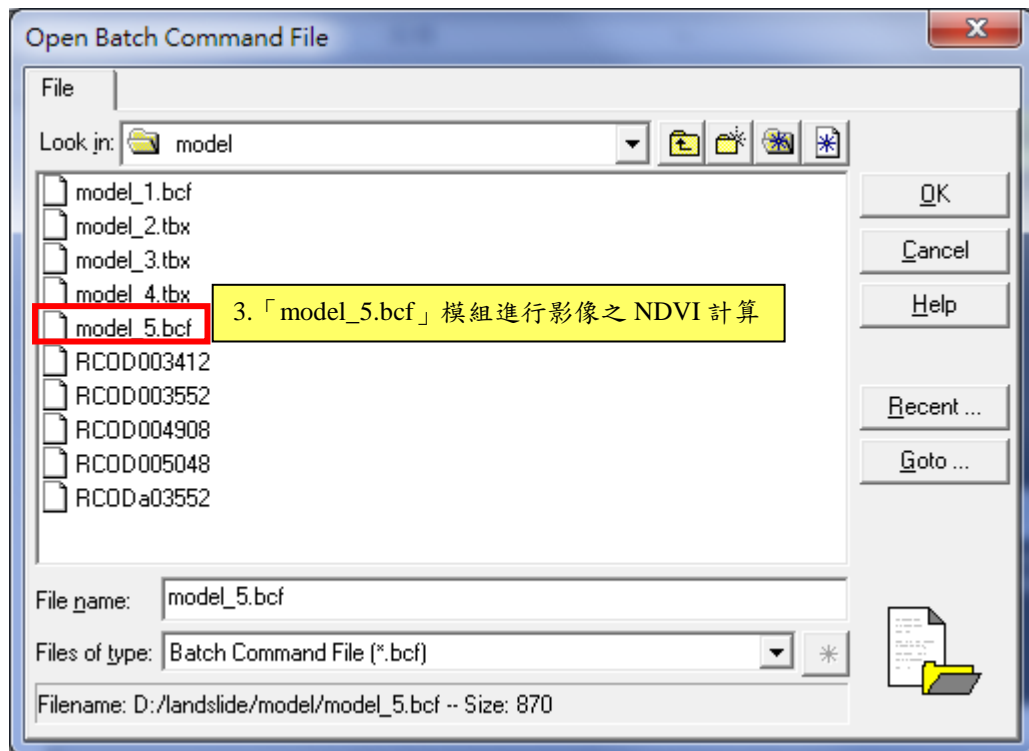 Open Batch Command File
File
Look in: model
model_1.bcf
model_2.tbx
model_3.tbx
model_4.tbx
model_5.bcf
3.「model_5.bcf」模組進行影像之 NDVI 計算
RCOD003412
RCOD003552
RCOD004908
RCOD005048
RCODa03552
OK
Cancel
Help
Recent ...
Goto ...
File name: model_5.bcf
Files of type: Batch Command File (*.bcf)
Filename: D:/landslide/model/model_5.bcf -- Size: 870